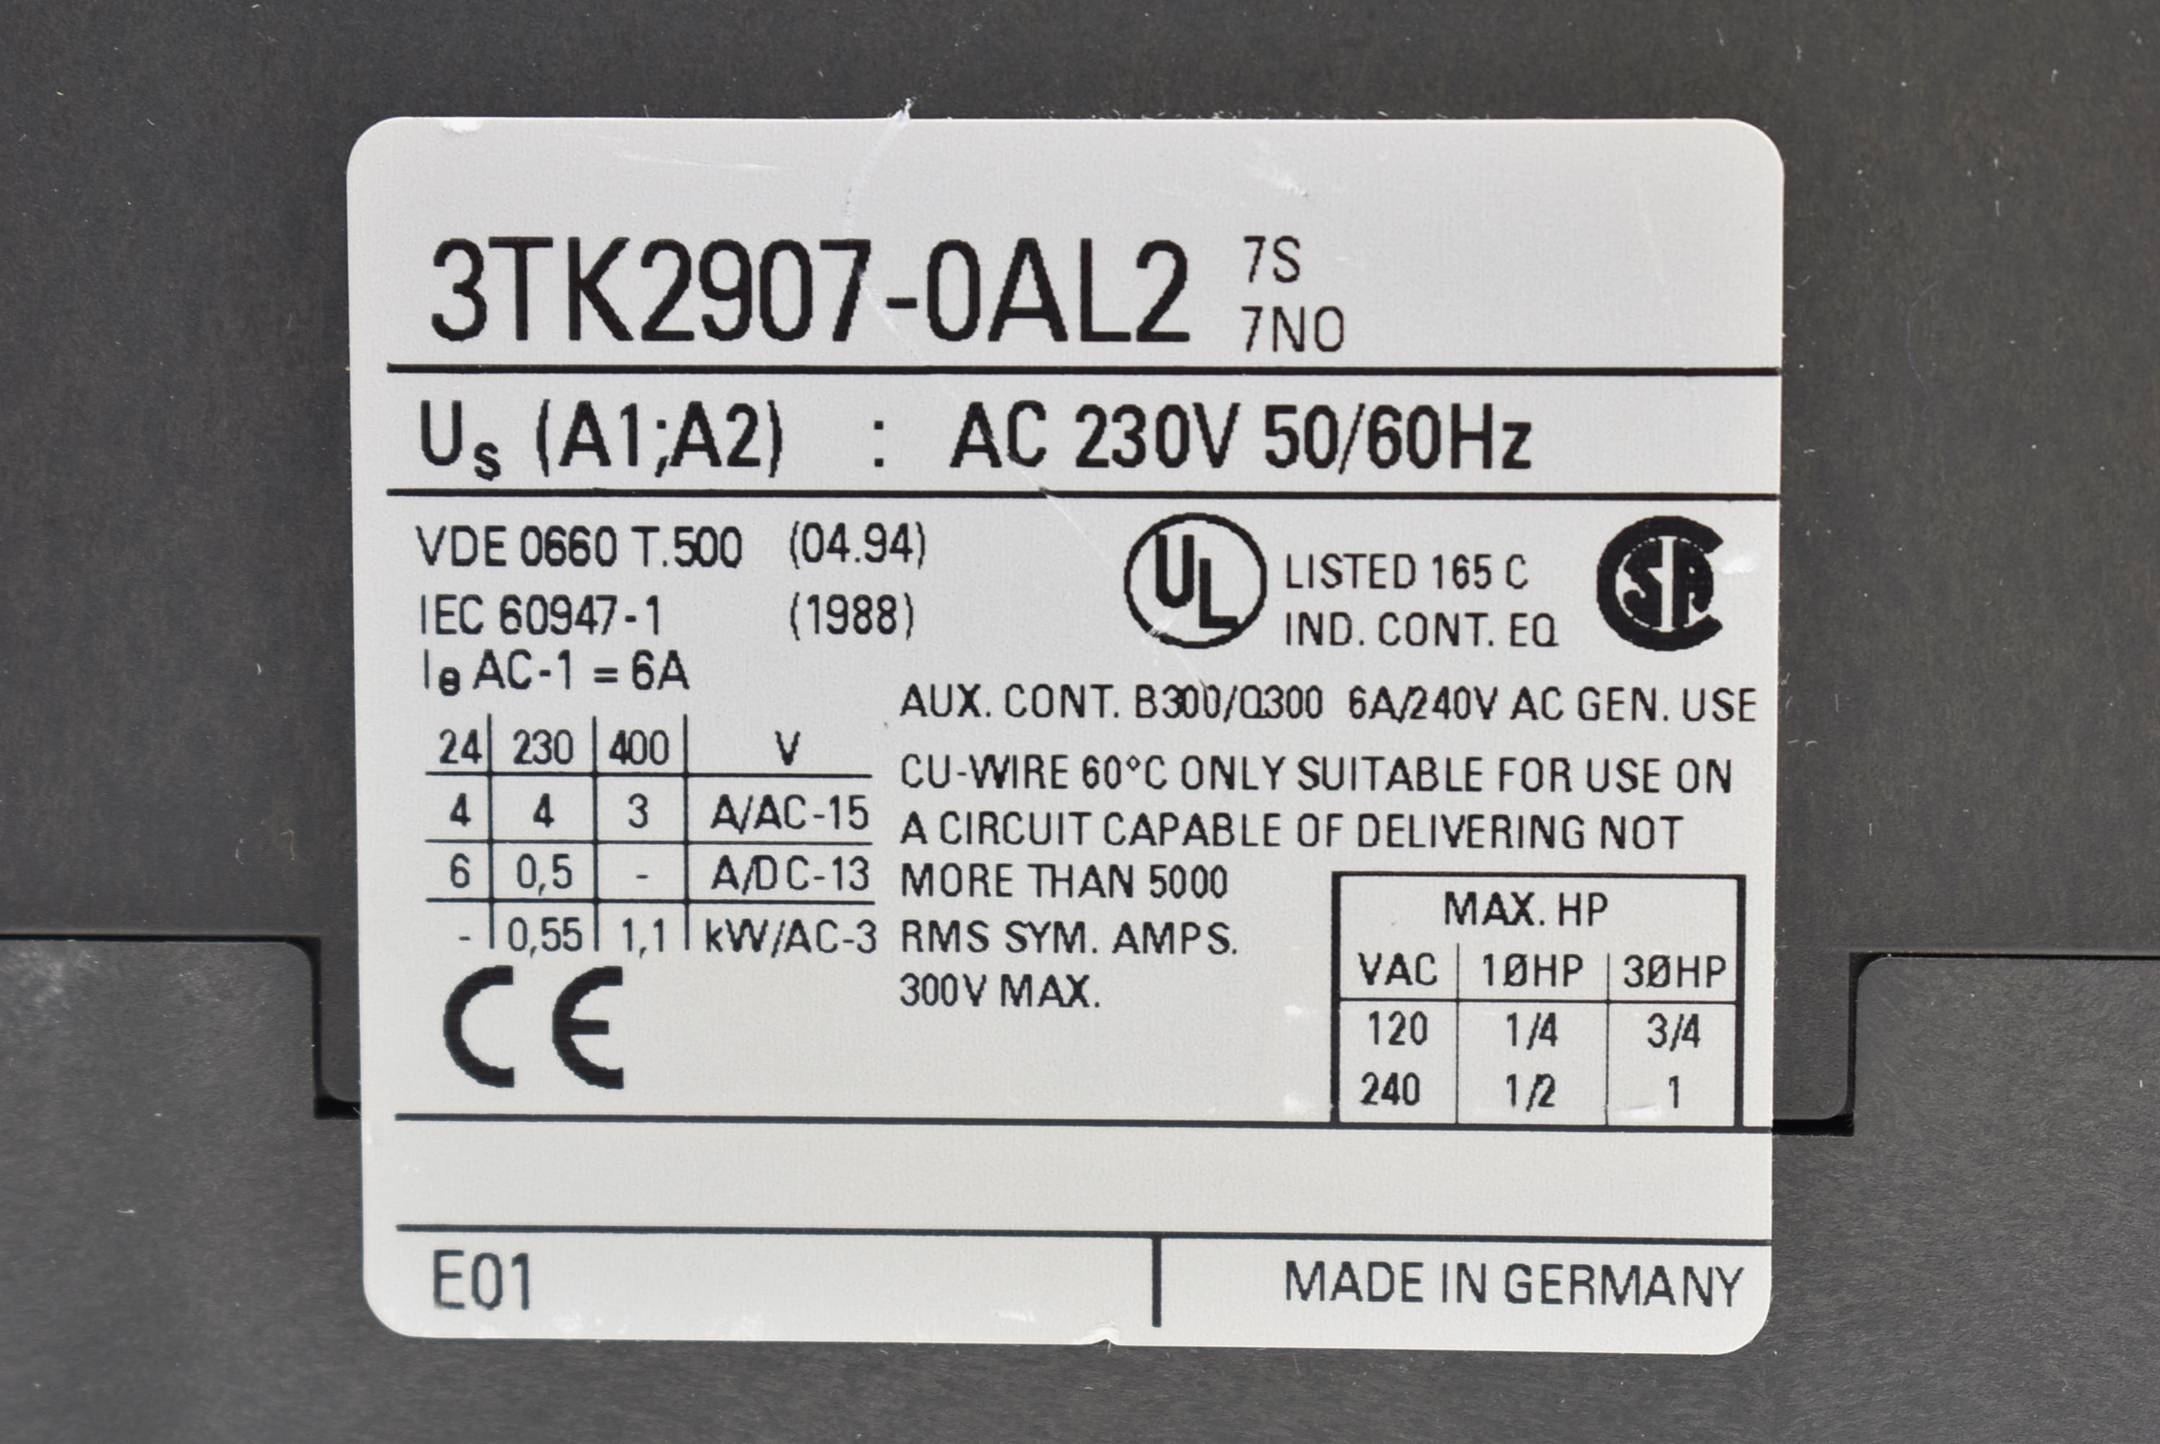 3TK2907-0AL2 7S
7NO
Us (A1;A2) : AC 230V 50/60Hz
VDE 0660 T.500 (04.94)
IEC 60947-1 (1988)
Ie AC-1 = 6A
UL LISTED 165 C
IND. CONT. EQ
SA
AUX. CONT. B300/Q300 6A/240V AC GEN. USE
24 230 400 V
4 4 3 A/AC-15
6 0,5 - A/DC-13
- 0,55 1,1 kW/AC-3
CU-WIRE 60°C ONLY SUITABLE FOR USE ON
A CIRCUIT CAPABLE OF DELIVERING NOT
MORE THAN 5000
RMS SYM. AMPS.
300V MAX.
CE
MAX. HP
VAC 1ØHP 3ØHP
120 1/4 3/4
240 1/2 1
E01
MADE IN GERMANY